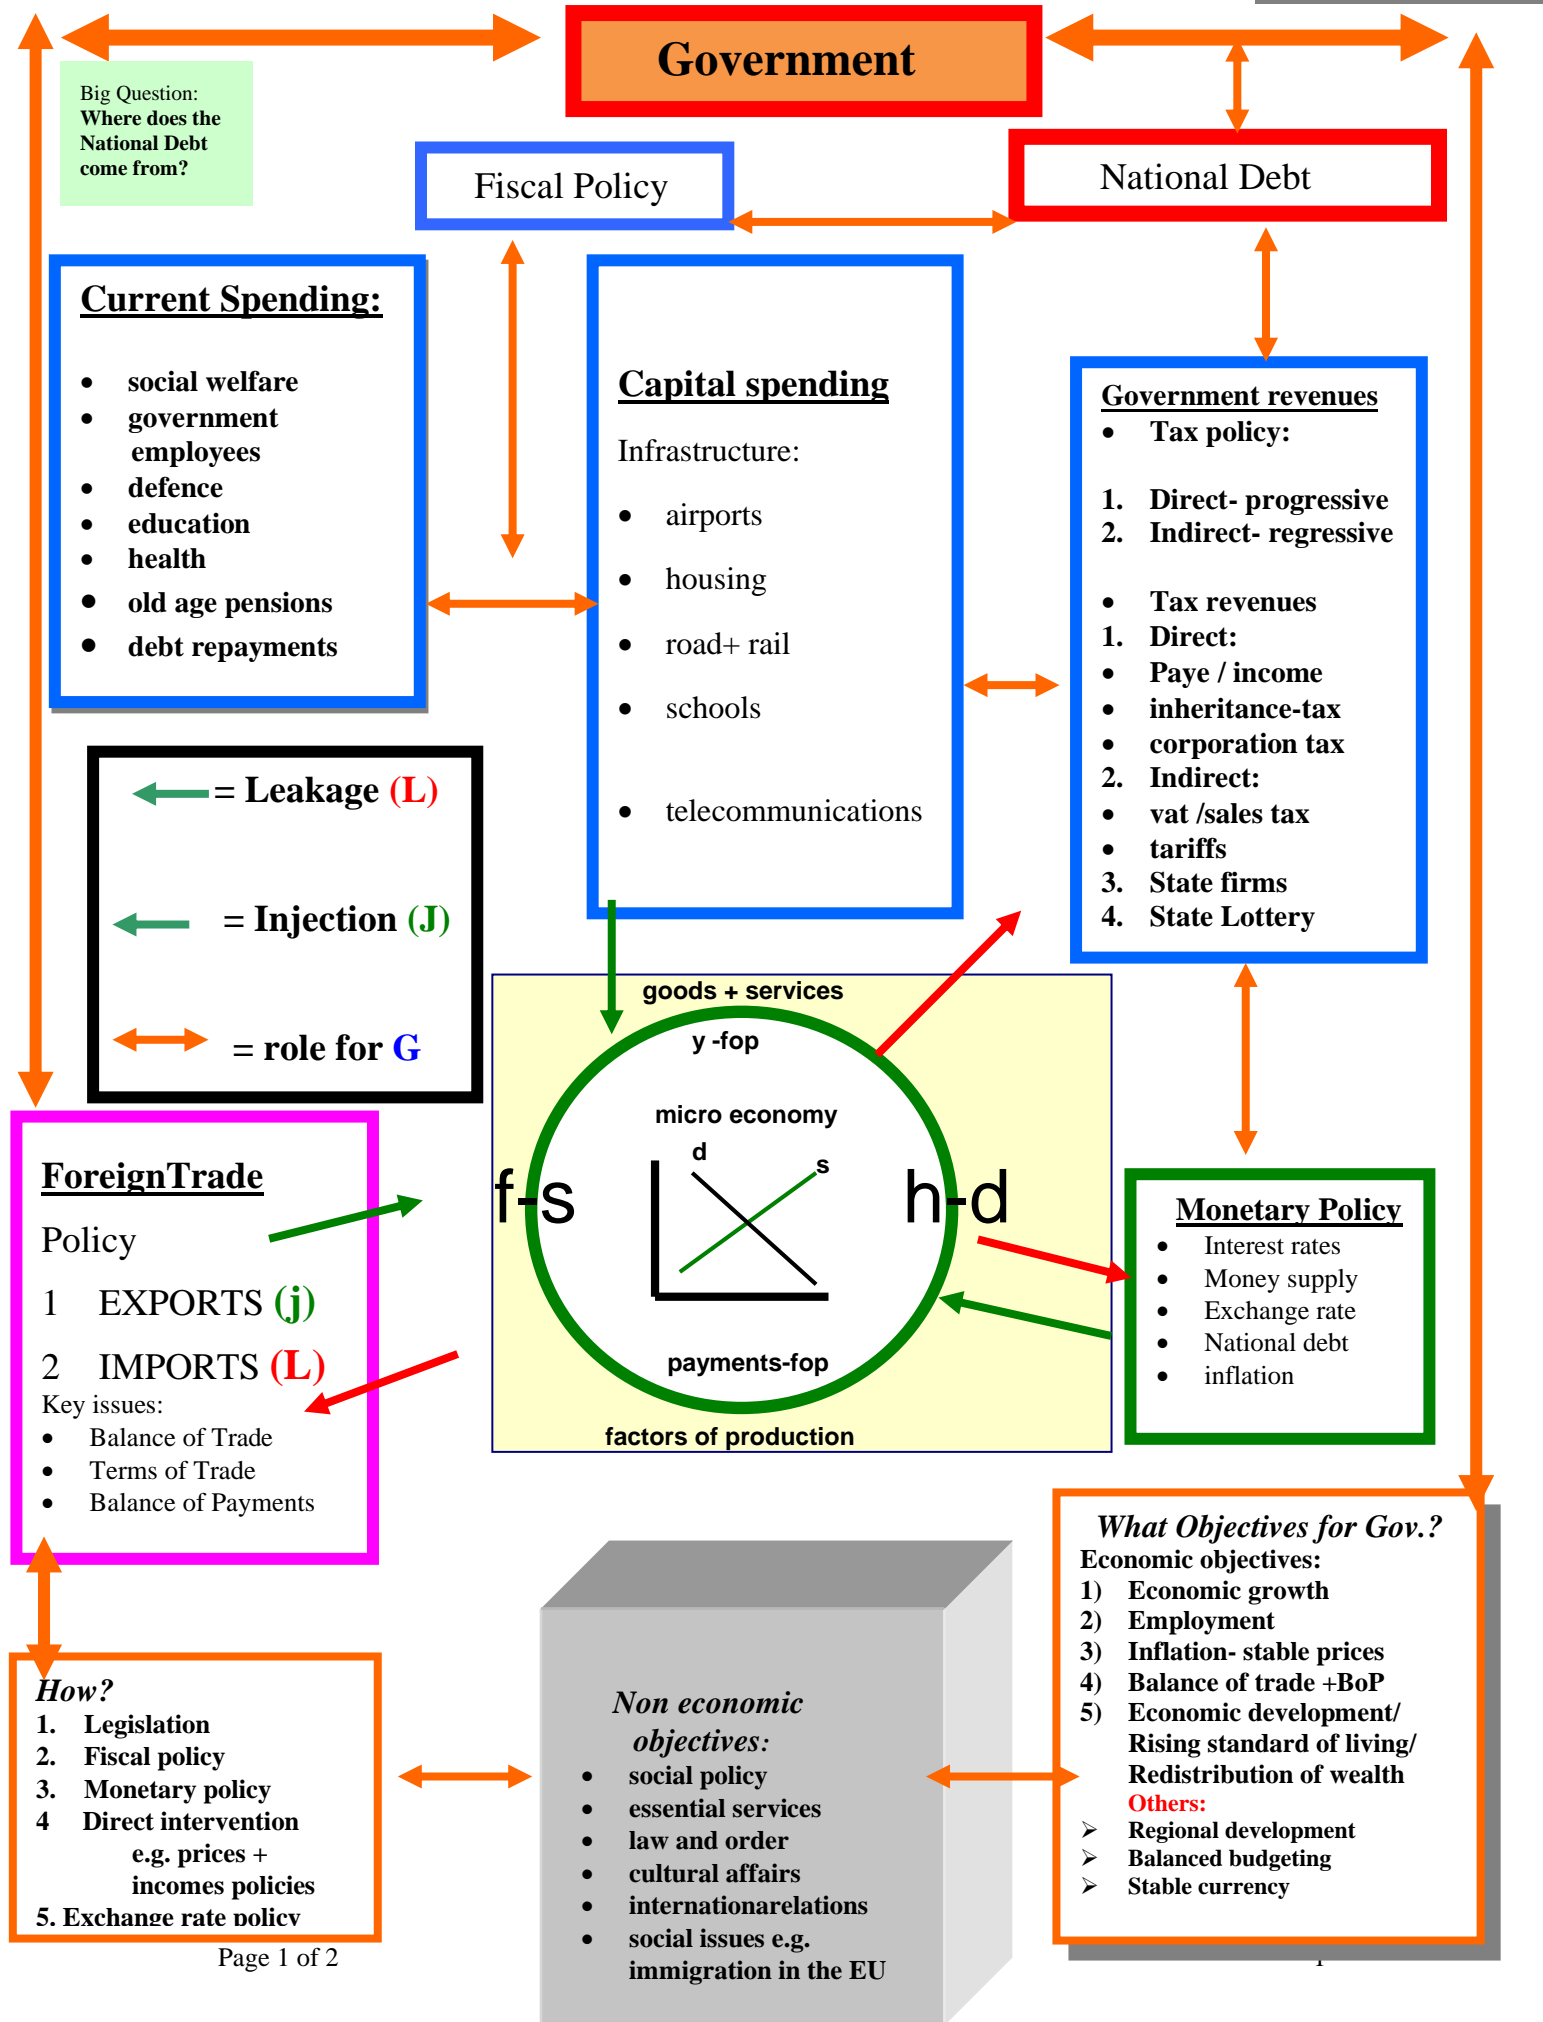 Government
Big Question:
Where does the
National Debt
come from?
Fiscal Policy
National Debt
Current Spending:
• social welfare
• government
employees
• defence
• education
• health
• old age pensions
• debt repayments
Capital spending
Infrastructure:
• airports
• housing
• road+ rail
• schools
• telecommunications
Government revenues
• Tax policy:
1. Direct- progressive
2. Indirect- regressive
• Tax revenues
1. Direct:
• Paye / income
• inheritance-tax
• corporation tax
2. Indirect:
• vat /sales tax
• tariffs
3. State firms
4. State Lottery
= Leakage (L)
= Injection (J)
= role for G
goods + services
y -fop
micro economy
d
s
f-s
h-d
payments-fop
factors of production
ForeignTrade
Policy
1 EXPORTS (j)
2 IMPORTS (L)
Key issues:
• Balance of Trade
• Terms of Trade
• Balance of Payments
Monetary Policy
• Interest rates
• Money supply
• Exchange rate
• National debt
• inflation
What Objectives for Gov.?
Economic objectives:
1) Economic growth
2) Employment
3) Inflation- stable prices
4) Balance of trade +BoP
5) Economic development/
Rising standard of living/
Redistribution of wealth
Others:
➢ Regional development
➢ Balanced budgeting
➢ Stable currency
How?
1. Legislation
2. Fiscal policy
3. Monetary policy
4 Direct intervention
e.g. prices +
incomes policies
5. Exchange rate policy
Non economic
objectives:
• social policy
• essential services
• law and order
• cultural affairs
• internationarelations
• social issues e.g.
immigration in the EU
Page 1 of 2